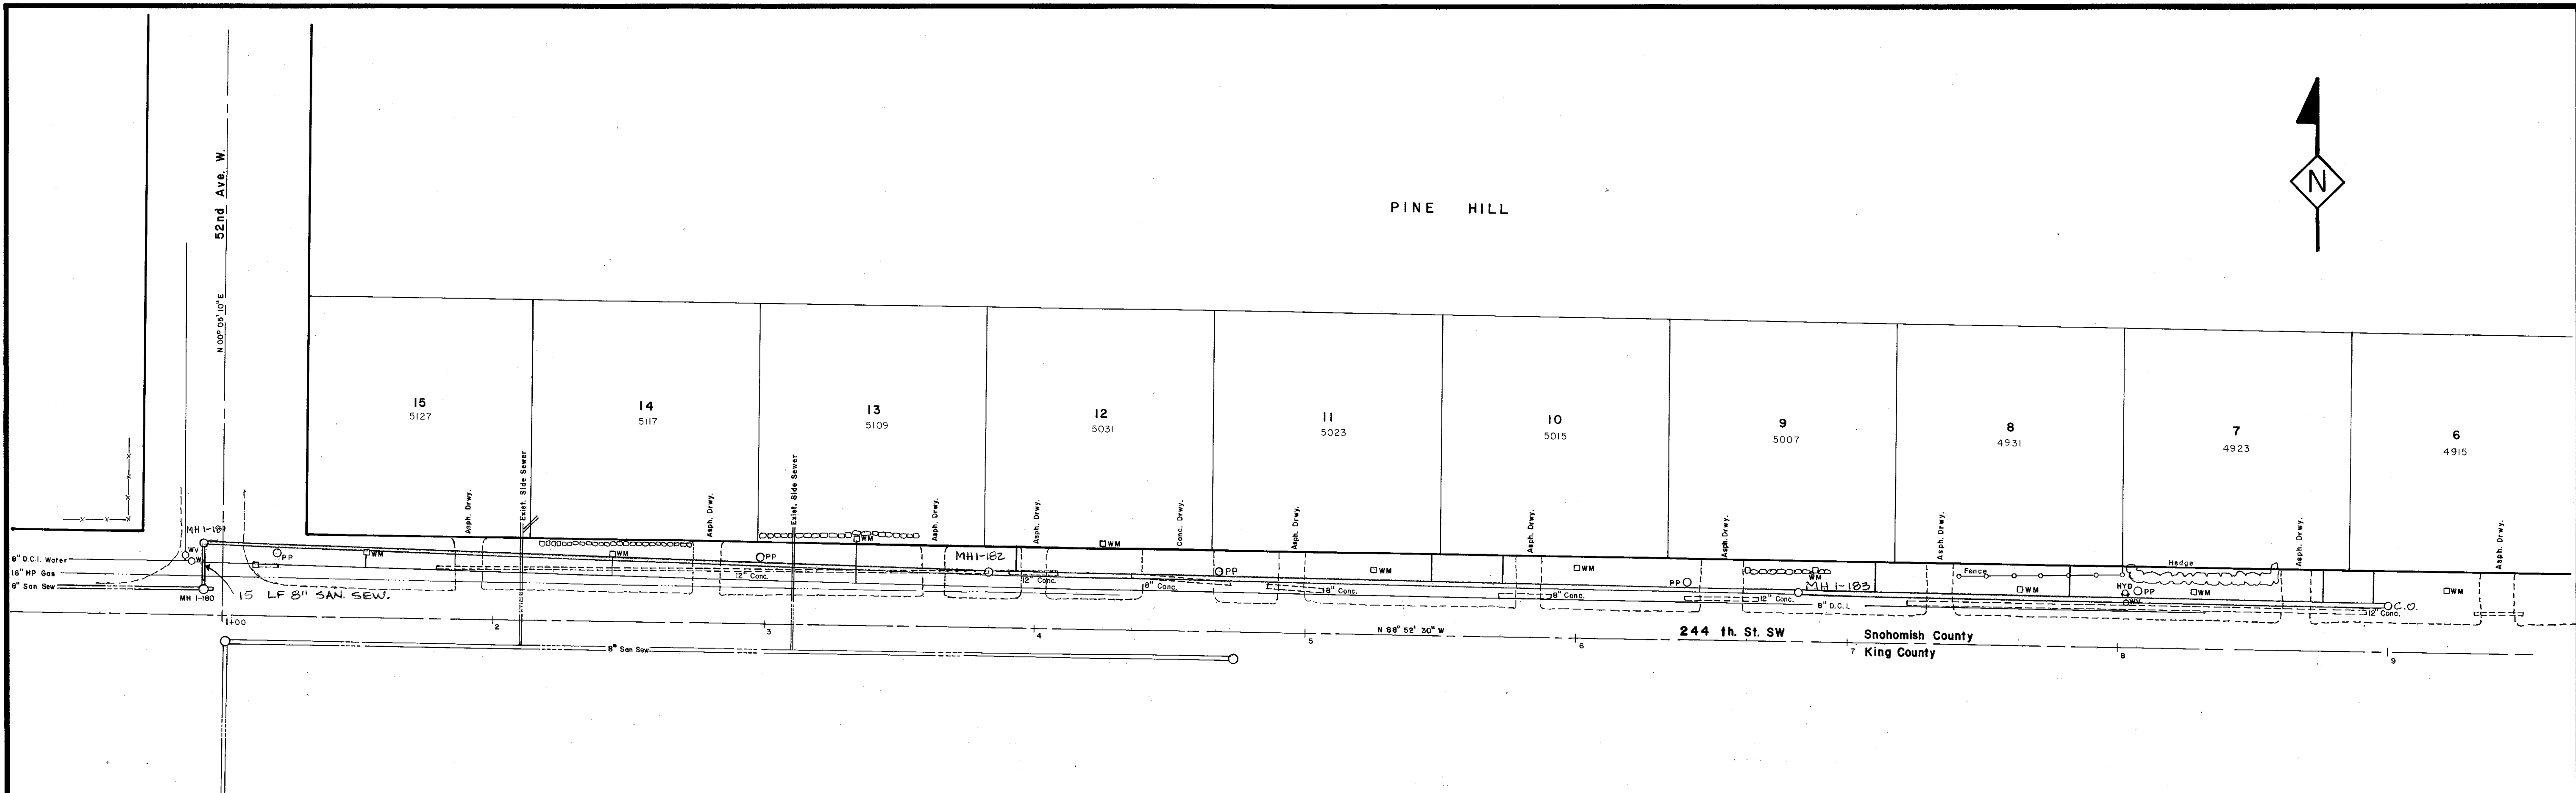 52nd Ave. W.
N 00° 05' 10" E
PINE HILL
N
15
5127
14
5117
13
5109
12
5031
11
5023
10
5015
9
5007
8
4931
7
4923
6
4915
Asph. Drwy.
Exist. Side Sewer
Asph. Drwy.
Exist. Side Sewer
Asph. Drwy.
Asph. Drwy.
Conc. Drwy.
Asph. Drwy.
Asph. Drwy.
Asph. Drwy.
Asph. Drwy.
Asph. Drwy.
Asph. Drwy.
MH 1-181
WV
PP
WM
WM
PP
WM
MH1-182
WM
PP
WM
WM
PP
WM
MH 1-183
Fence
WM
HYD
WV
PP
Hedge
WM
C.O.
WM
8" D.C.I. Water
16" HP Gas
8" San Sew
MH 1-180
15 LF 8" SAN. SEW.
12" Conc.
12" Conc.
8" Conc.
8" Conc.
8" Conc.
12" Conc.
8" D.C.I.
12" Conc.
1+00
2
3
4
5
N 88° 52' 30" W
6
244 th. St. SW
7
Snohomish County
King County
8
9
8" San Sew